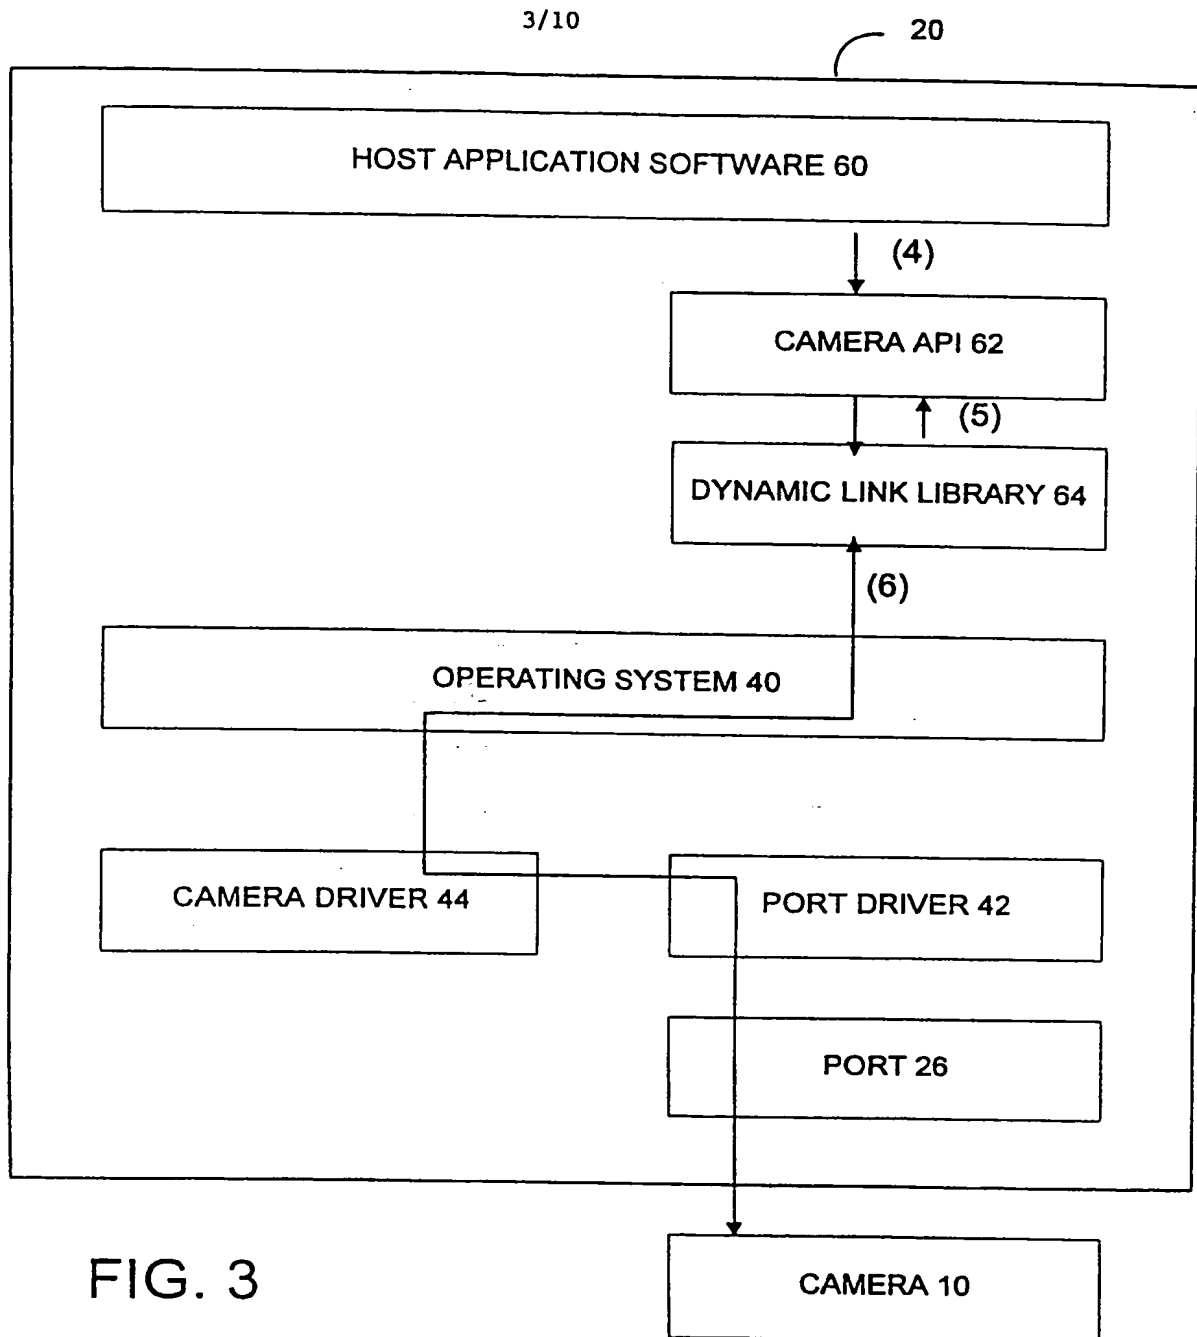 3/10
20
HOST APPLICATION SOFTWARE 60
(4)
CAMERA API 62
(5)
DYNAMIC LINK LIBRARY 64
(6)
OPERATING SYSTEM 40
CAMERA DRIVER 44
PORT DRIVER 42
PORT 26
CAMERA 10
FIG. 3